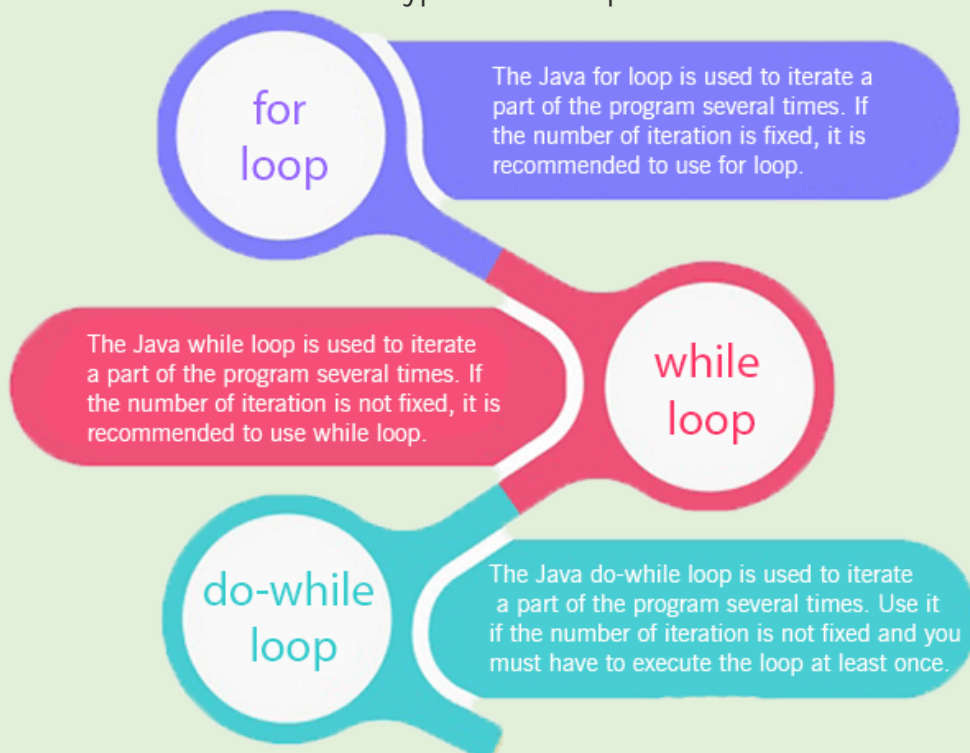 for
loop
The Java for loop is used to iterate a
part of the program several times. If
the number of iteration is fixed, it is
recommended to use for loop.
The Java while loop is used to iterate
a part of the program several times. If
the number of iteration is not fixed, it is
recommended to use while loop.
while
loop
do-while
loop
The Java do-while loop is used to iterate
a part of the program several times. Use it
if the number of iteration is not fixed and you
must have to execute the loop at least once.